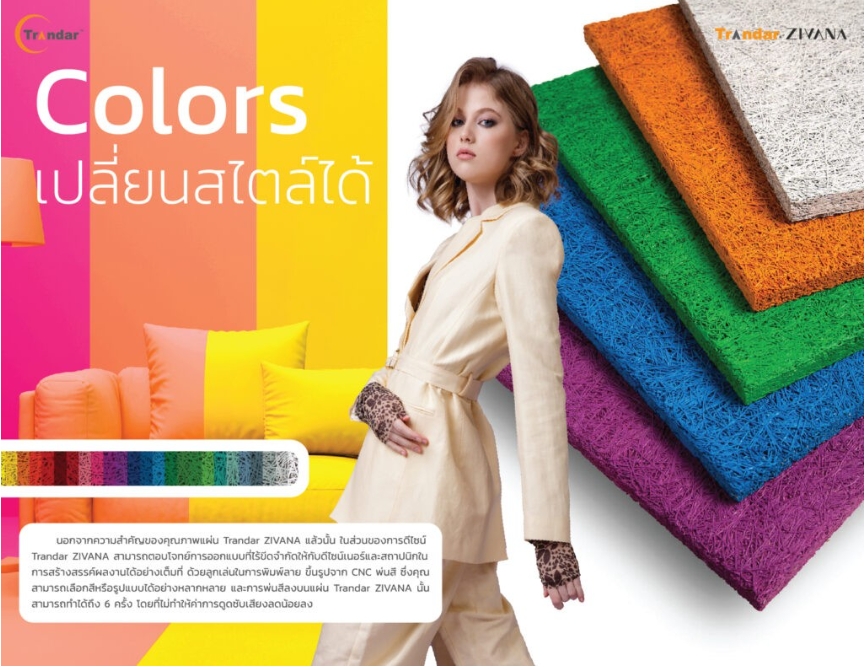 Trandar
Trandar ZIVANA
Colors
เปลี่ยนสไตล์ได้
นอกจากความสำคัญของคุณภาพแผ่น Trandar ZIVANA แล้วนั้น ในส่วนของการดีไซน์
Trandar ZIVANA สามารถตอบโจทย์การออกแบบที่ไร้ขีดจำกัดให้กับดีไซน์เนอร์และสถาปนิกใน
การสร้างสรรค์ผลงานได้อย่างเต็มที่ ด้วยลูกเล่นในการพิมพ์ลาย ขึ้นรูปจาก CNC พ่นสี ซึ่งคุณ
สามารถเลือกสีหรือรูปแบบได้อย่างหลากหลาย และการพ่นสีลงบนแผ่น Trandar ZIVANA นั้น
สามารถทำได้ถึง 6 ครั้ง โดยที่ไม่ทำให้ค่าการดูดซับเสียงลดน้อยลง